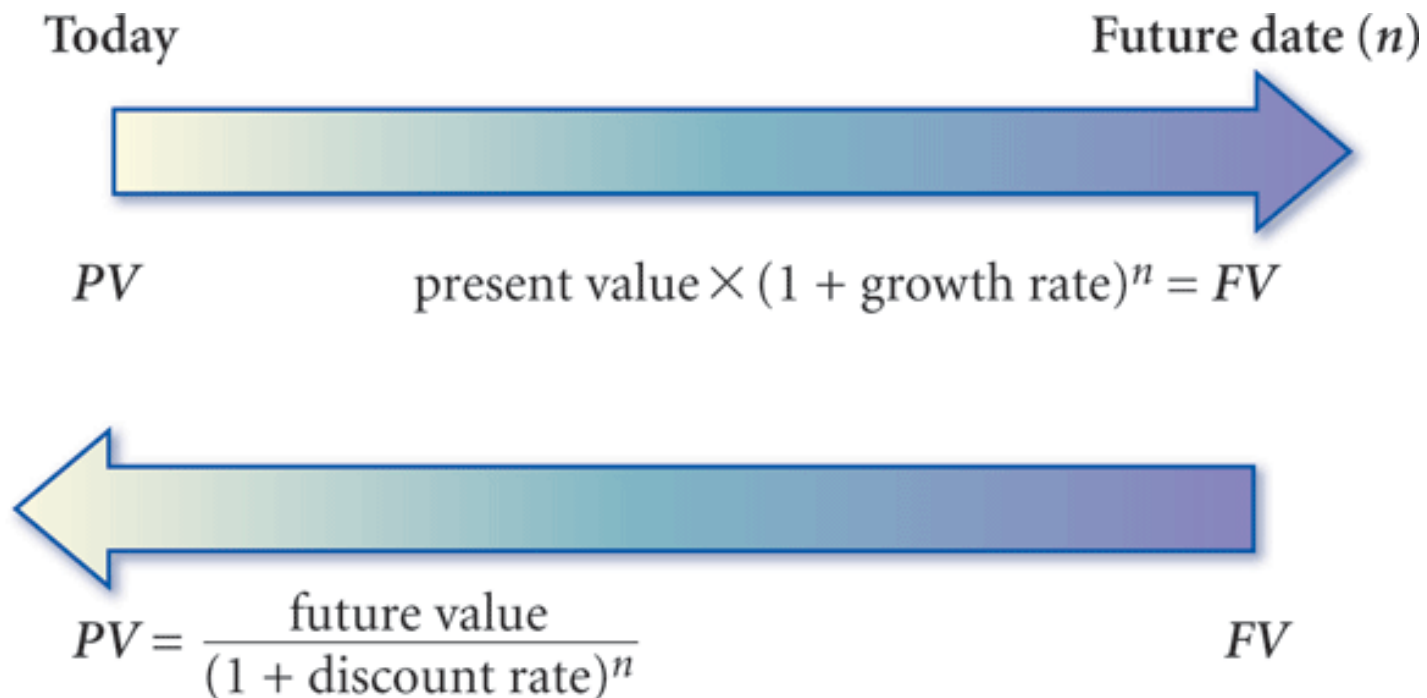 Today Future date (n)
PV present value × (1 + growth rate)ⁿ = FV
PV = future value / (1 + discount rate)ⁿ FV